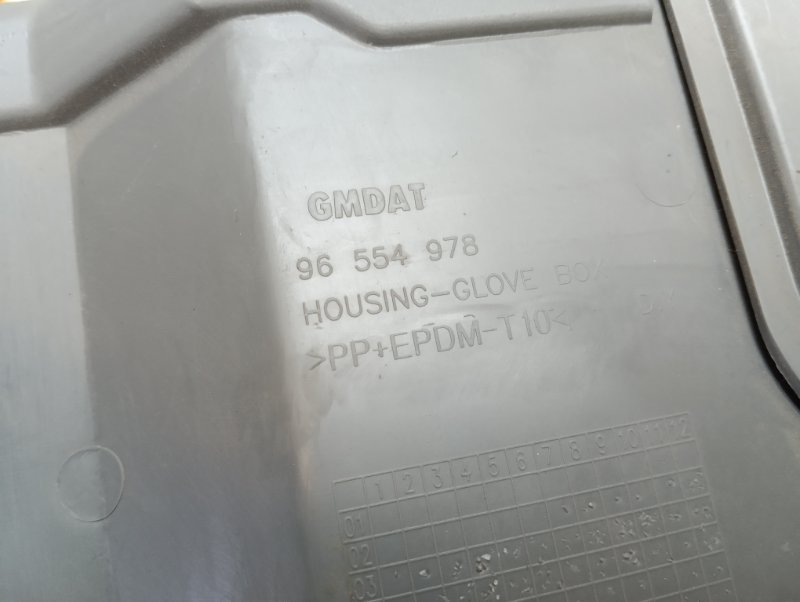 GMDAT
96 554 978
HOUSING-GLOVE BOX
>PP+EPDM-T10<
1 2 3 4 5 6 7 8 9 10 11 12
01
02
03